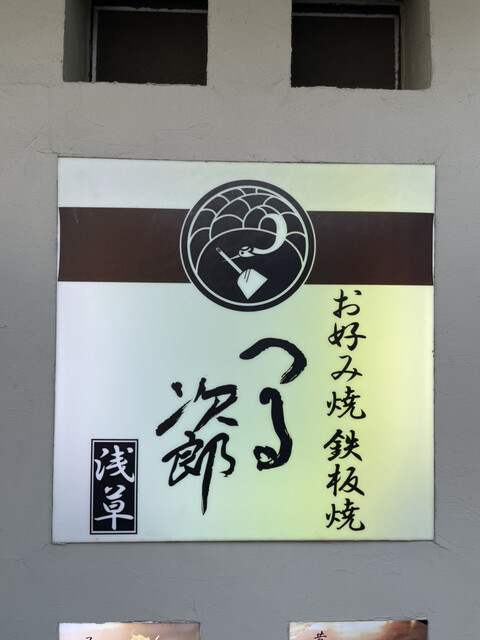 お好み焼 鉄板焼
つる
次郎
浅草